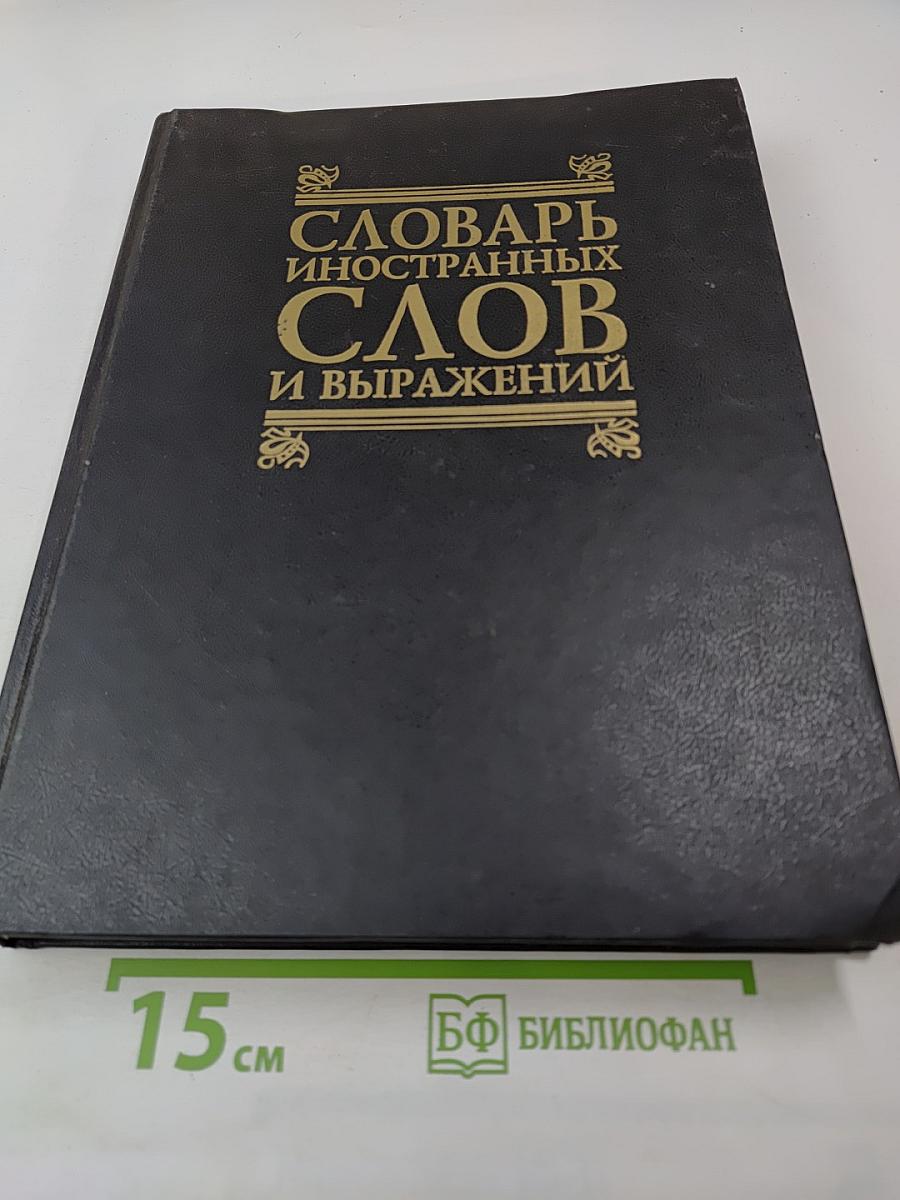 СЛОВАРЬ
ИНОСТРАННЫХ
СЛОВ
И ВЫРАЖЕНИЙ
15 см
БФ БИБЛИОФАН